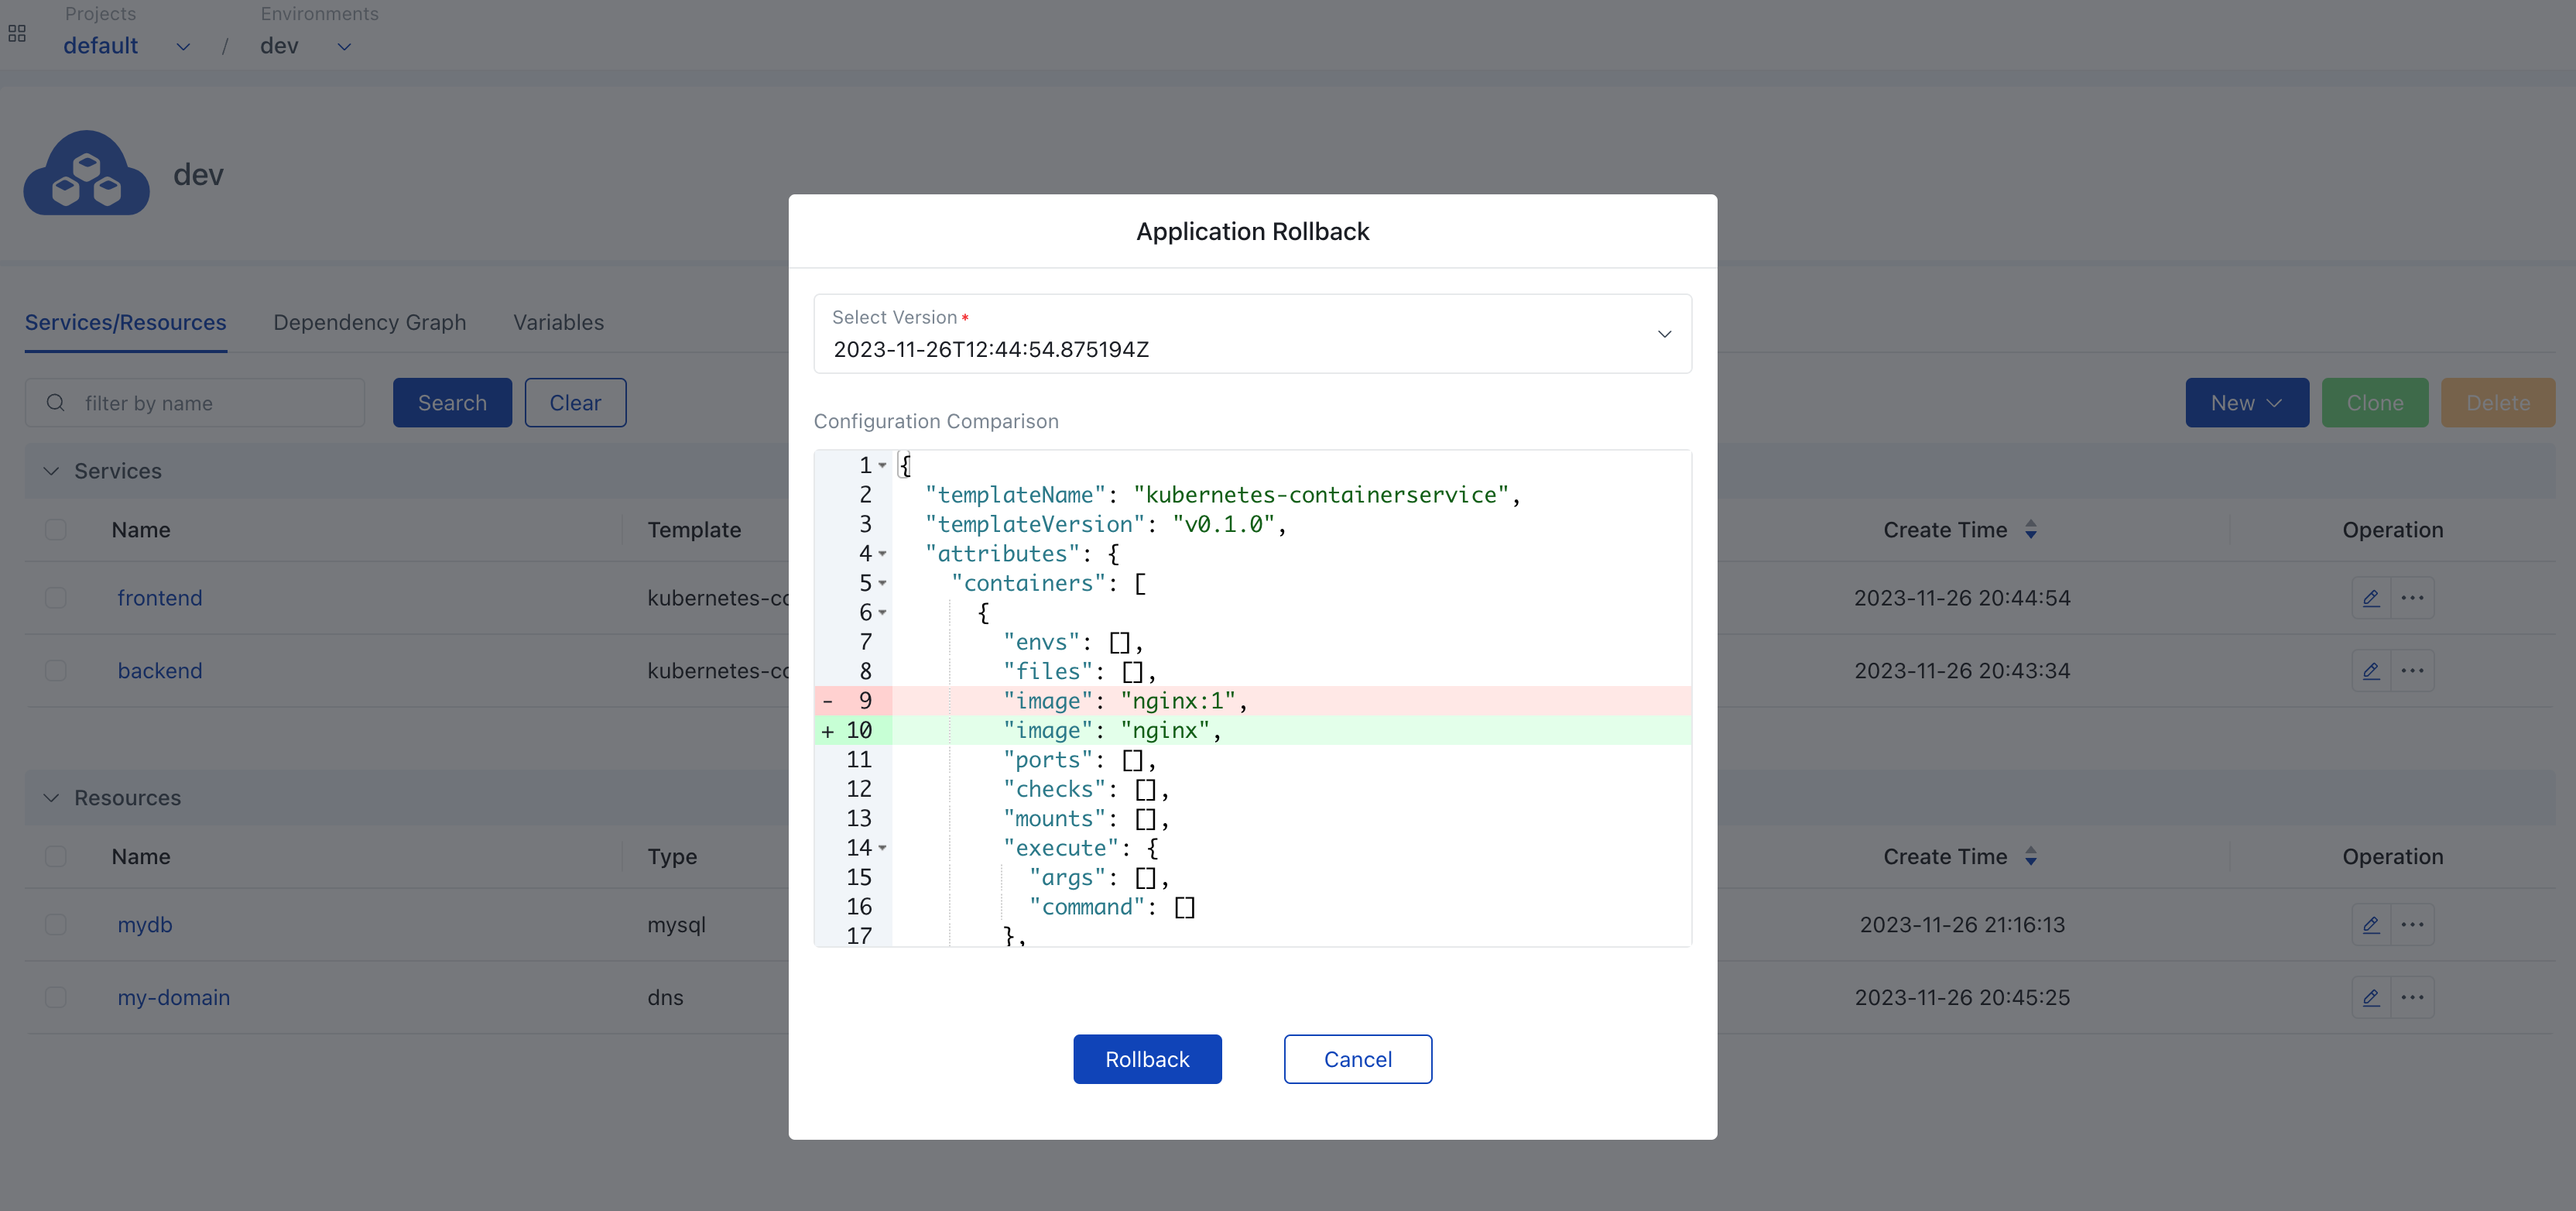 Projects
Environments
default
/
dev
dev
Services/Resources
Dependency Graph
Variables
filter by name
Search
Clear
New
Clone
Delete
Services
Name
Template
Create Time
Operation
frontend
kubernetes-co
2023-11-26 20:44:54
backend
kubernetes-co
2023-11-26 20:43:34
Resources
Name
Type
Create Time
Operation
mydb
mysql
2023-11-26 21:16:13
my-domain
dns
2023-11-26 20:45:25
Application Rollback
Select Version *
2023-11-26T12:44:54.875194Z
Configuration Comparison
1 {
2 "templateName": "kubernetes-containerservice",
3 "templateVersion": "v0.1.0",
4 "attributes": {
5 "containers": [
6 {
7 "envs": [],
8 "files": [],
- 9 "image": "nginx:1",
+ 10 "image": "nginx",
11 "ports": [],
12 "checks": [],
13 "mounts": [],
14 "execute": {
15 "args": [],
16 "command": []
17 },
Rollback
Cancel